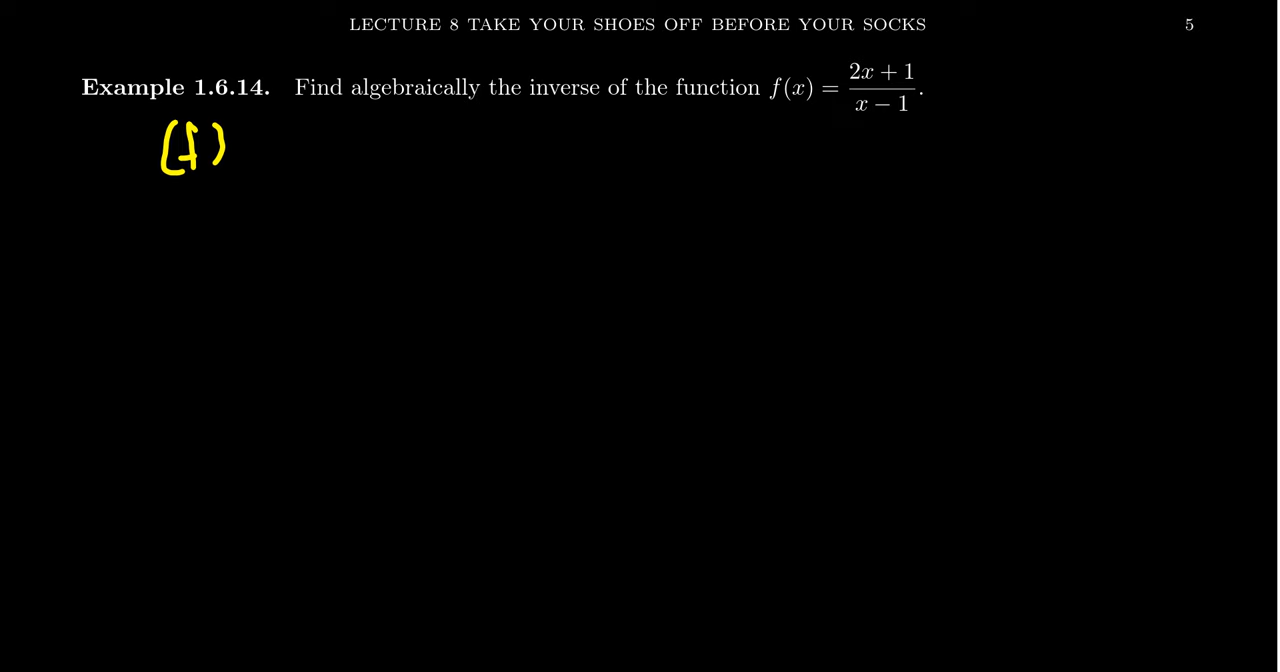 LECTURE 8 TAKE YOUR SHOES OFF BEFORE YOUR SOCKS 5
Example 1.6.14. Find algebraically the inverse of the function f(x) = \frac{2x + 1}{x - 1}.
(f)